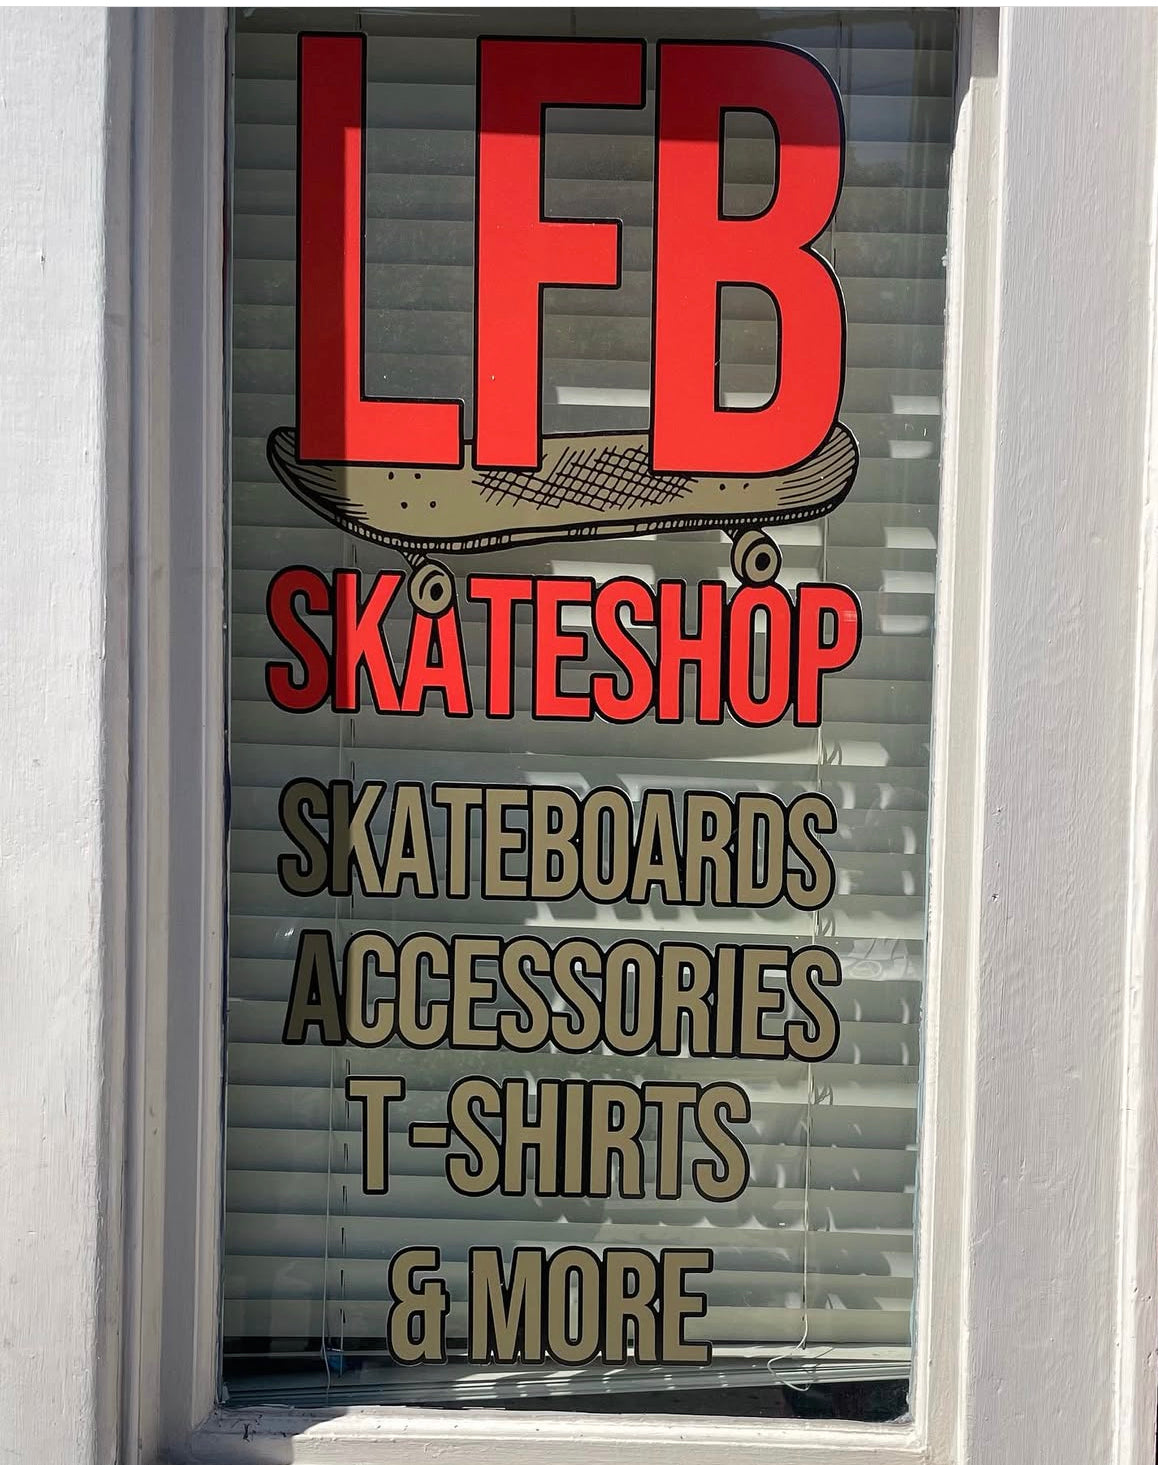 LFB
SKATESHOP
SKATEBOARDS
ACCESSORIES
T-SHIRTS
& MORE